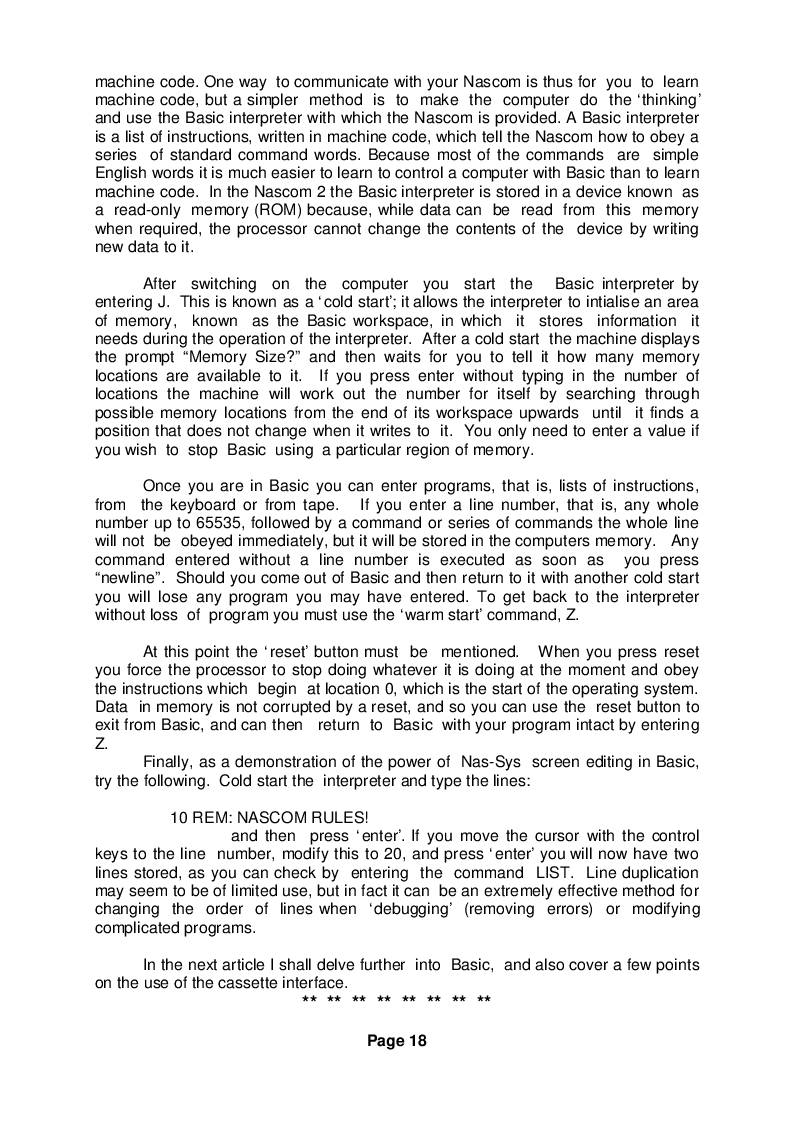 machine code. One way to communicate with your Nascom is thus for you to learn
machine code, but a simpler method is to make the computer do the ‘thinking’
and use the Basic interpreter with which the Nascom is provided. A Basic interpreter
is a list of instructions, written in machine code, which tell the Nascom how to obey a
series of standard command words. Because most of the commands are simple
English words it is much easier to learn to control a computer with Basic than to learn
machine code. In the Nascom 2 the Basic interpreter is stored in a device known as
a read-only memory (ROM) because, while data can be read from this memory
when required, the processor cannot change the contents of the device by writing
new data to it.
After switching on the computer you start the Basic interpreter by
entering J. This is known as a ‘cold start’; it allows the interpreter to intialise an area
of memory, known as the Basic workspace, in which it stores information it
needs during the operation of the interpreter. After a cold start the machine displays
the prompt “Memory Size?” and then waits for you to tell it how many memory
locations are available to it. If you press enter without typing in the number of
locations the machine will work out the number for itself by searching through
possible memory locations from the end of its workspace upwards until it finds a
position that does not change when it writes to it. You only need to enter a value if
you wish to stop Basic using a particular region of memory.
Once you are in Basic you can enter programs, that is, lists of instructions,
from the keyboard or from tape. If you enter a line number, that is, any whole
number up to 65535, followed by a command or series of commands the whole line
will not be obeyed immediately, but it will be stored in the computers memory. Any
command entered without a line number is executed as soon as you press
“newline”. Should you come out of Basic and then return to it with another cold start
you will lose any program you may have entered. To get back to the interpreter
without loss of program you must use the ‘warm start’ command, Z.
At this point the ‘reset’ button must be mentioned. When you press reset
you force the processor to stop doing whatever it is doing at the moment and obey
the instructions which begin at location 0, which is the start of the operating system.
Data in memory is not corrupted by a reset, and so you can use the reset button to
exit from Basic, and can then return to Basic with your program intact by entering
Z.
Finally, as a demonstration of the power of Nas-Sys screen editing in Basic,
try the following. Cold start the interpreter and type the lines:
10 REM: NASCOM RULES!
and then press ‘enter’. If you move the cursor with the control
keys to the line number, modify this to 20, and press ‘enter’ you will now have two
lines stored, as you can check by entering the command LIST. Line duplication
may seem to be of limited use, but in fact it can be an extremely effective method for
changing the order of lines when ‘debugging’ (removing errors) or modifying
complicated programs.
In the next article I shall delve further into Basic, and also cover a few points
on the use of the cassette interface.
** ** ** ** ** ** ** **
Page 18